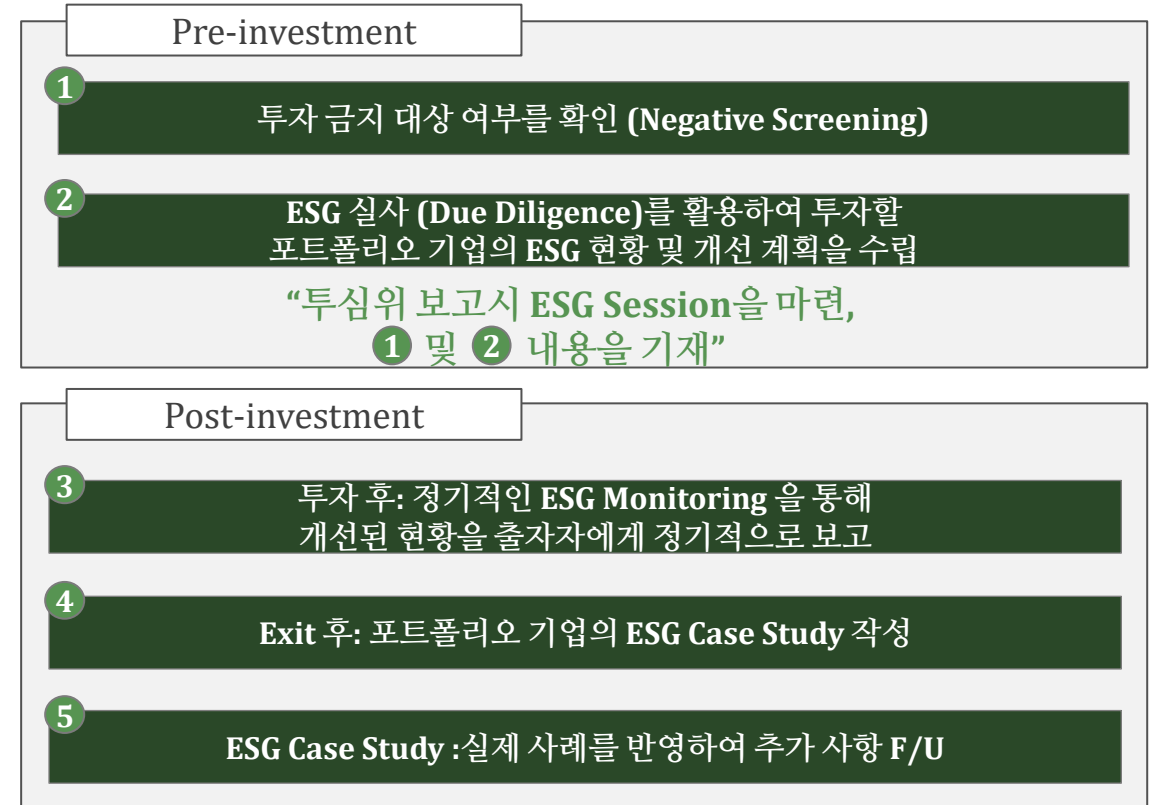 Pre-investment
1
투자 금지 대상 여부를 확인 (Negative Screening)
2
ESG 실사 (Due Diligence)를 활용하여 투자할
포트폴리오 기업의 ESG 현황 및 개선 계획을 수립
“투심위 보고시 ESG Session을 마련,
1 및 2 내용을 기재”
Post-investment
3
투자 후: 정기적인 ESG Monitoring 을 통해
개선된 현황을 출자자에게 정기적으로 보고
4
Exit 후: 포트폴리오 기업의 ESG Case Study 작성
5
ESG Case Study :실제 사례를 반영하여 추가 사항 F/U